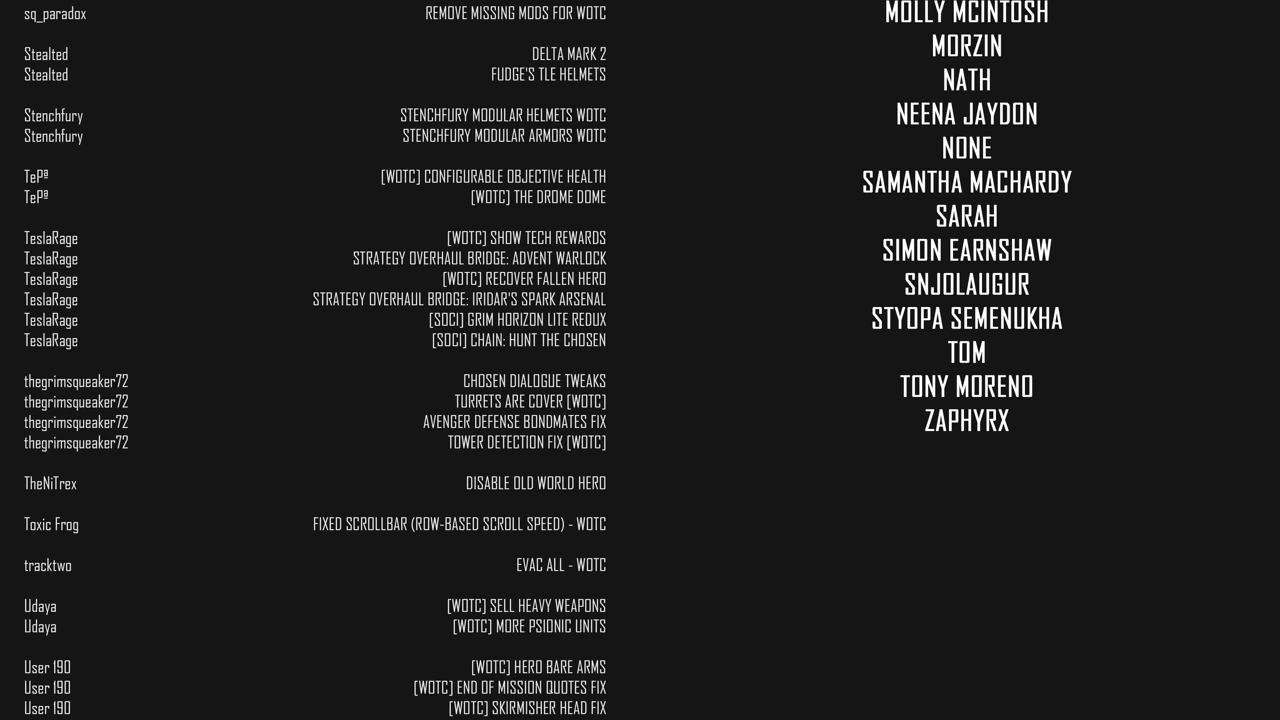 sq_paradox REMOVE MISSING MODS FOR WOTC
Stealted DELTA MARK 2
Stealted FUDGE'S TLE HELMETS
Stenchfury STENCHFURY MODULAR HELMETS WOTC
Stenchfury STENCHFURY MODULAR ARMORS WOTC
TePª [WOTC] CONFIGURABLE OBJECTIVE HEALTH
TePª [WOTC] THE DROME DOME
TeslaRage [WOTC] SHOW TECH REWARDS
TeslaRage STRATEGY OVERHAUL BRIDGE: ADVENT WARLOCK
TeslaRage [WOTC] RECOVER FALLEN HERO
TeslaRage STRATEGY OVERHAUL BRIDGE: IRIDAR'S SPARK ARSENAL
TeslaRage [SOCI] GRIM HORIZON LITE REDUX
TeslaRage [SOCI] CHAIN: HUNT THE CHOSEN
thegrimsqueaker72 CHOSEN DIALOGUE TWEAKS
thegrimsqueaker72 TURRETS ARE COVER [WOTC]
thegrimsqueaker72 AVENGER DEFENSE BONDMATES FIX
thegrimsqueaker72 TOWER DETECTION FIX [WOTC]
TheNiTrex DISABLE OLD WORLD HERO
Toxic Frog FIXED SCROLLBAR (ROW-BASED SCROLL SPEED) - WOTC
tracktwo EVAC ALL - WOTC
Udaya [WOTC] SELL HEAVY WEAPONS
Udaya [WOTC] MORE PSIONIC UNITS
User 190 [WOTC] HERO BARE ARMS
User 190 [WOTC] END OF MISSION QUOTES FIX
User 190 [WOTC] SKIRMISHER HEAD FIX
MOLLY MCINTOSH
MORZIN
NATH
NEENA JAYDON
NONE
SAMANTHA MACHARDY
SARAH
SIMON EARNSHAW
SNJOLAUGUR
STYOPA SEMENUKHA
TOM
TONY MORENO
ZAPHYRX